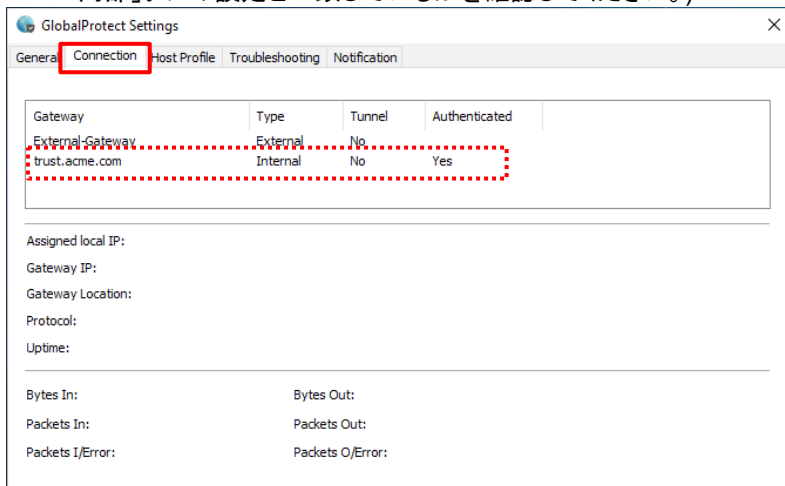 GlobalProtect Settings
General Connection Host Profile Troubleshooting Notification
Gateway Type Tunnel Authenticated
External-Gateway External No
trust.acme.com Internal No Yes
Assigned local IP:
Gateway IP:
Gateway Location:
Protocol:
Uptime:
Bytes In: Bytes Out:
Packets In: Packets Out:
Packets I/Error: Packets O/Error: